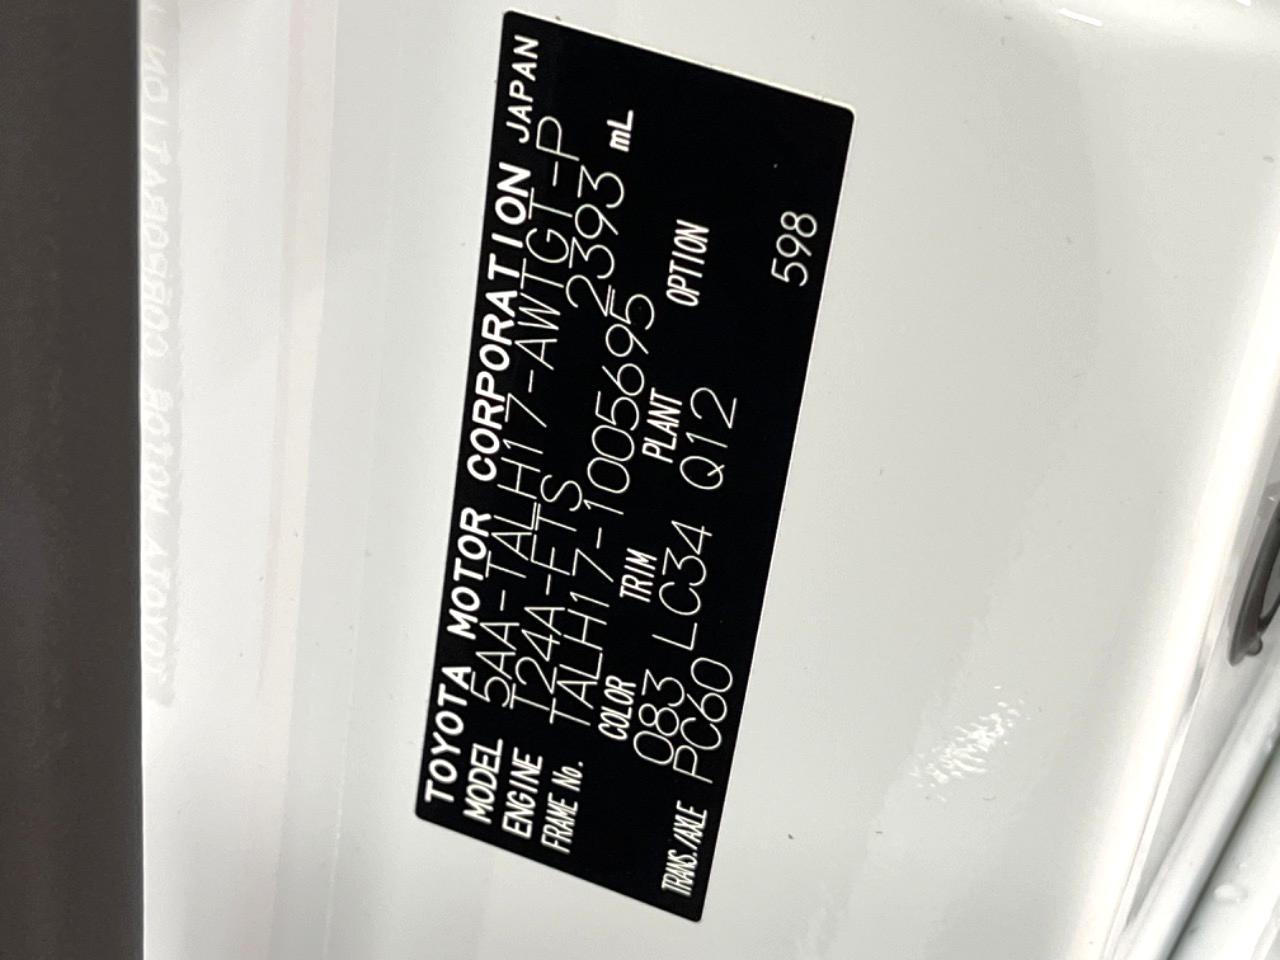 TOYOTA MOTOR CORPORATION JAPAN
MODEL 5AA-TALH17-AWTGT-P
ENGINE T24A-FTS 2393 mL
FRAME No. TALH17-1005695
COLOR TRIM PLANT OPTION
083 LC34 Q12
TRANS./AXLE PC60 598